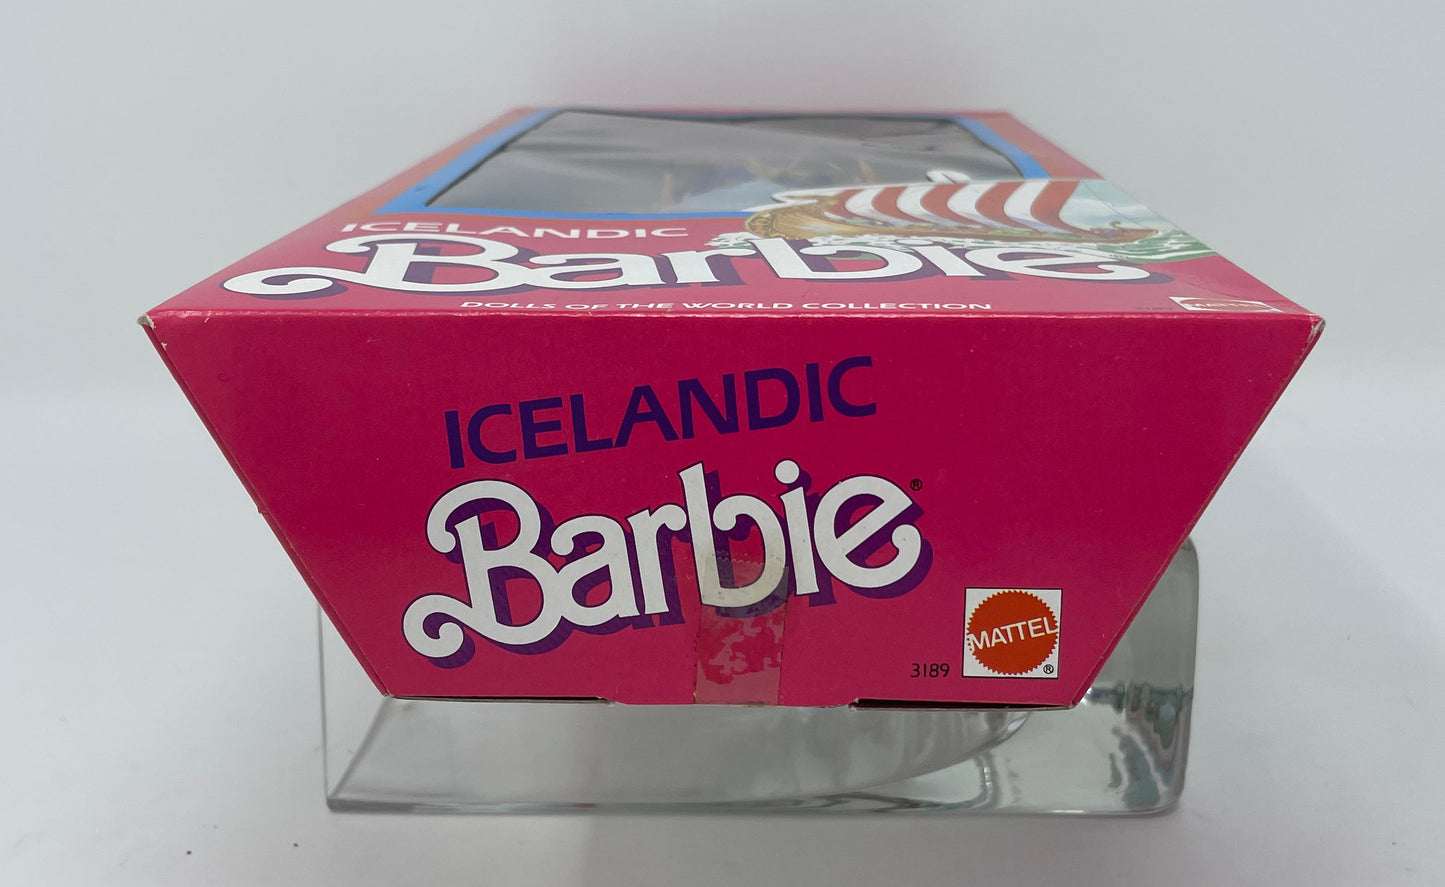 ICELANDIC
Barbie
DOLLS OF THE WORLD COLLECTION
ICELANDIC
Barbie®
3189
MATTEL
®